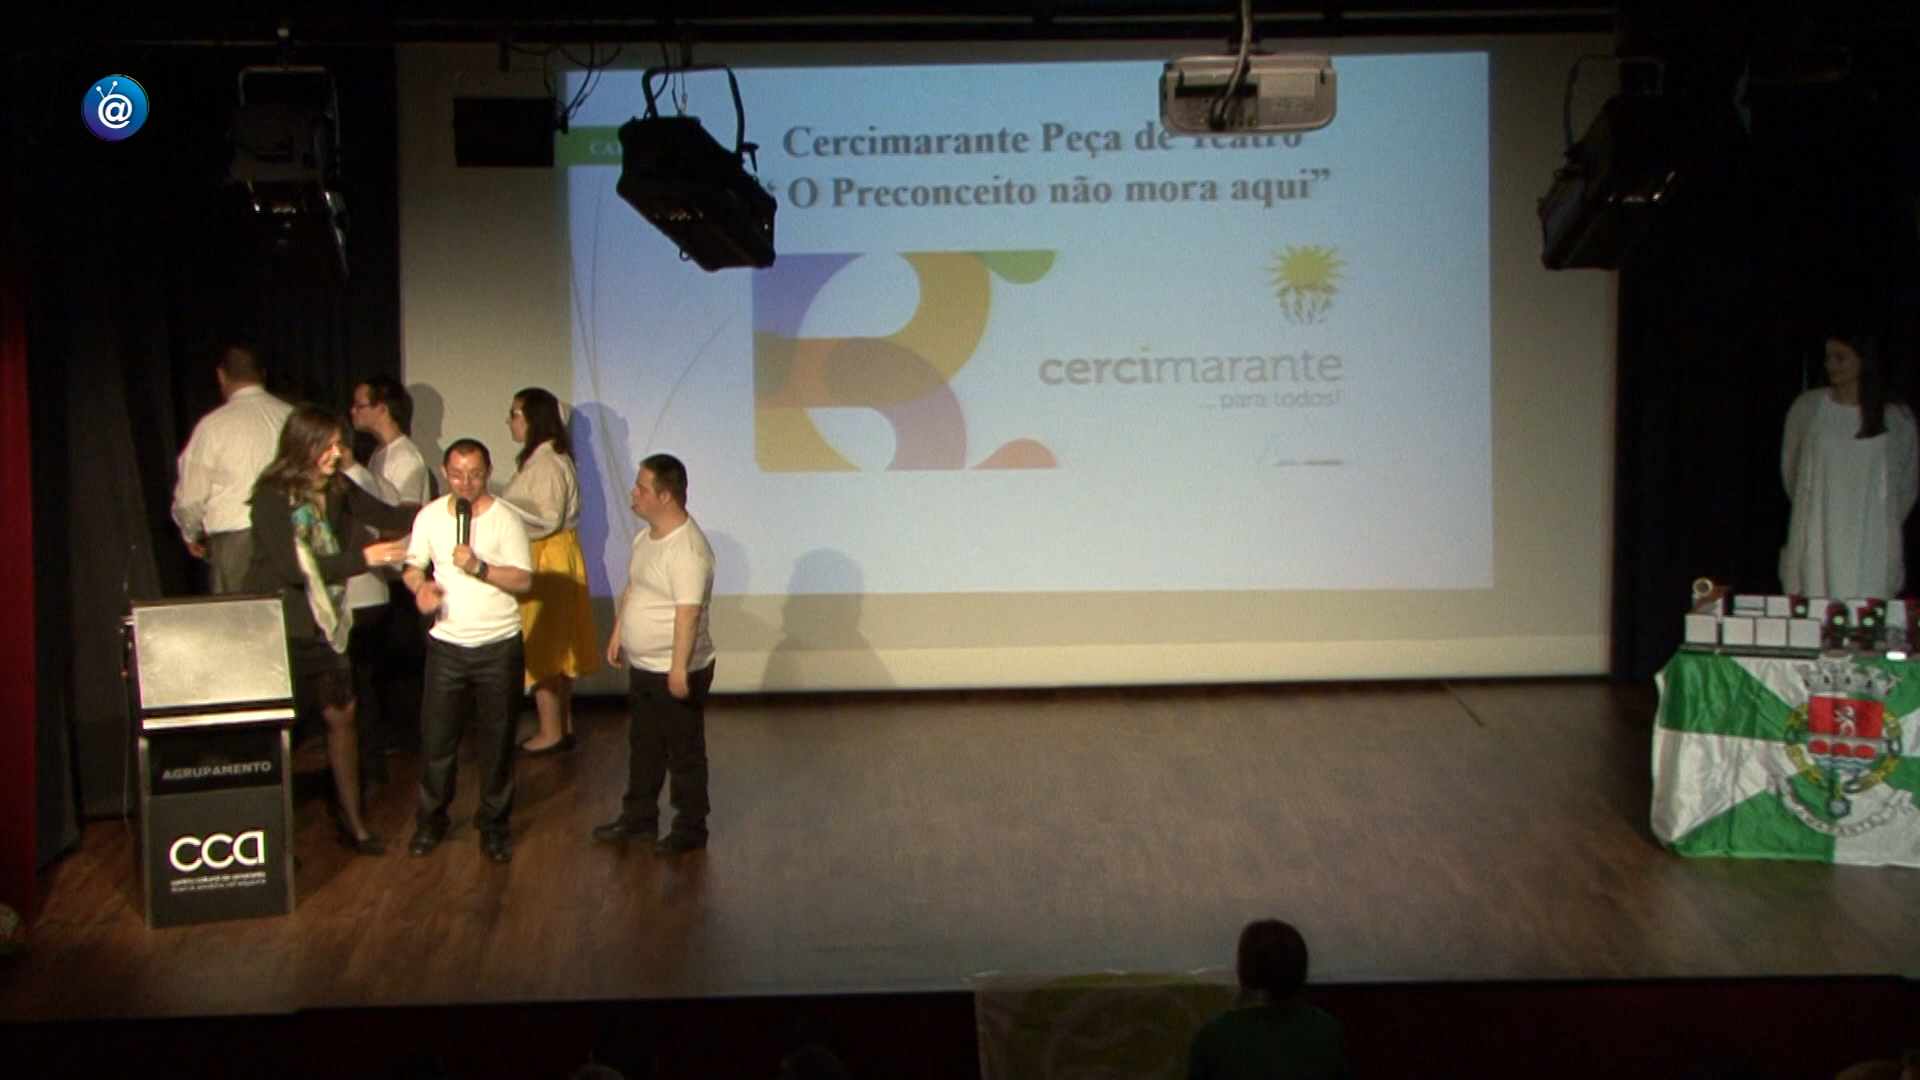 @
Cercimarante Peça de Teatro
“ O Preconceito não mora aqui”
cercimarante
... para todos!
AGRUPAMENTO
cca